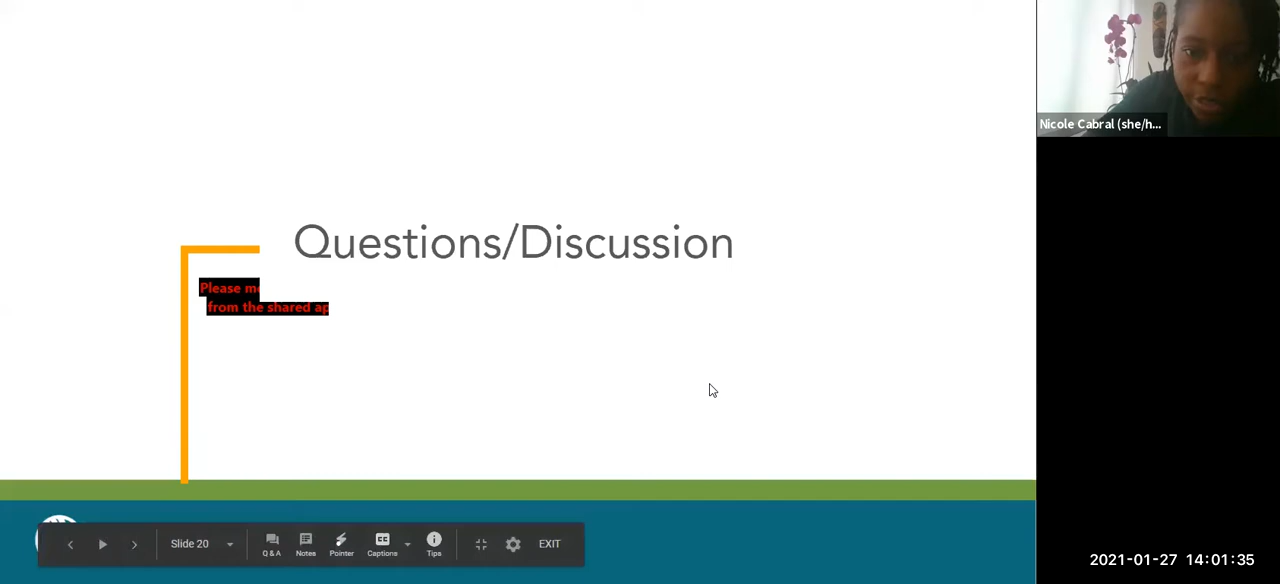 Nicole Cabral (she/h...
Questions/Discussion
Please m
from the shared ap
Slide 20
Q & A
Notes
Pointer
Captions
Tips
EXIT
2021-01-27 14:01:35